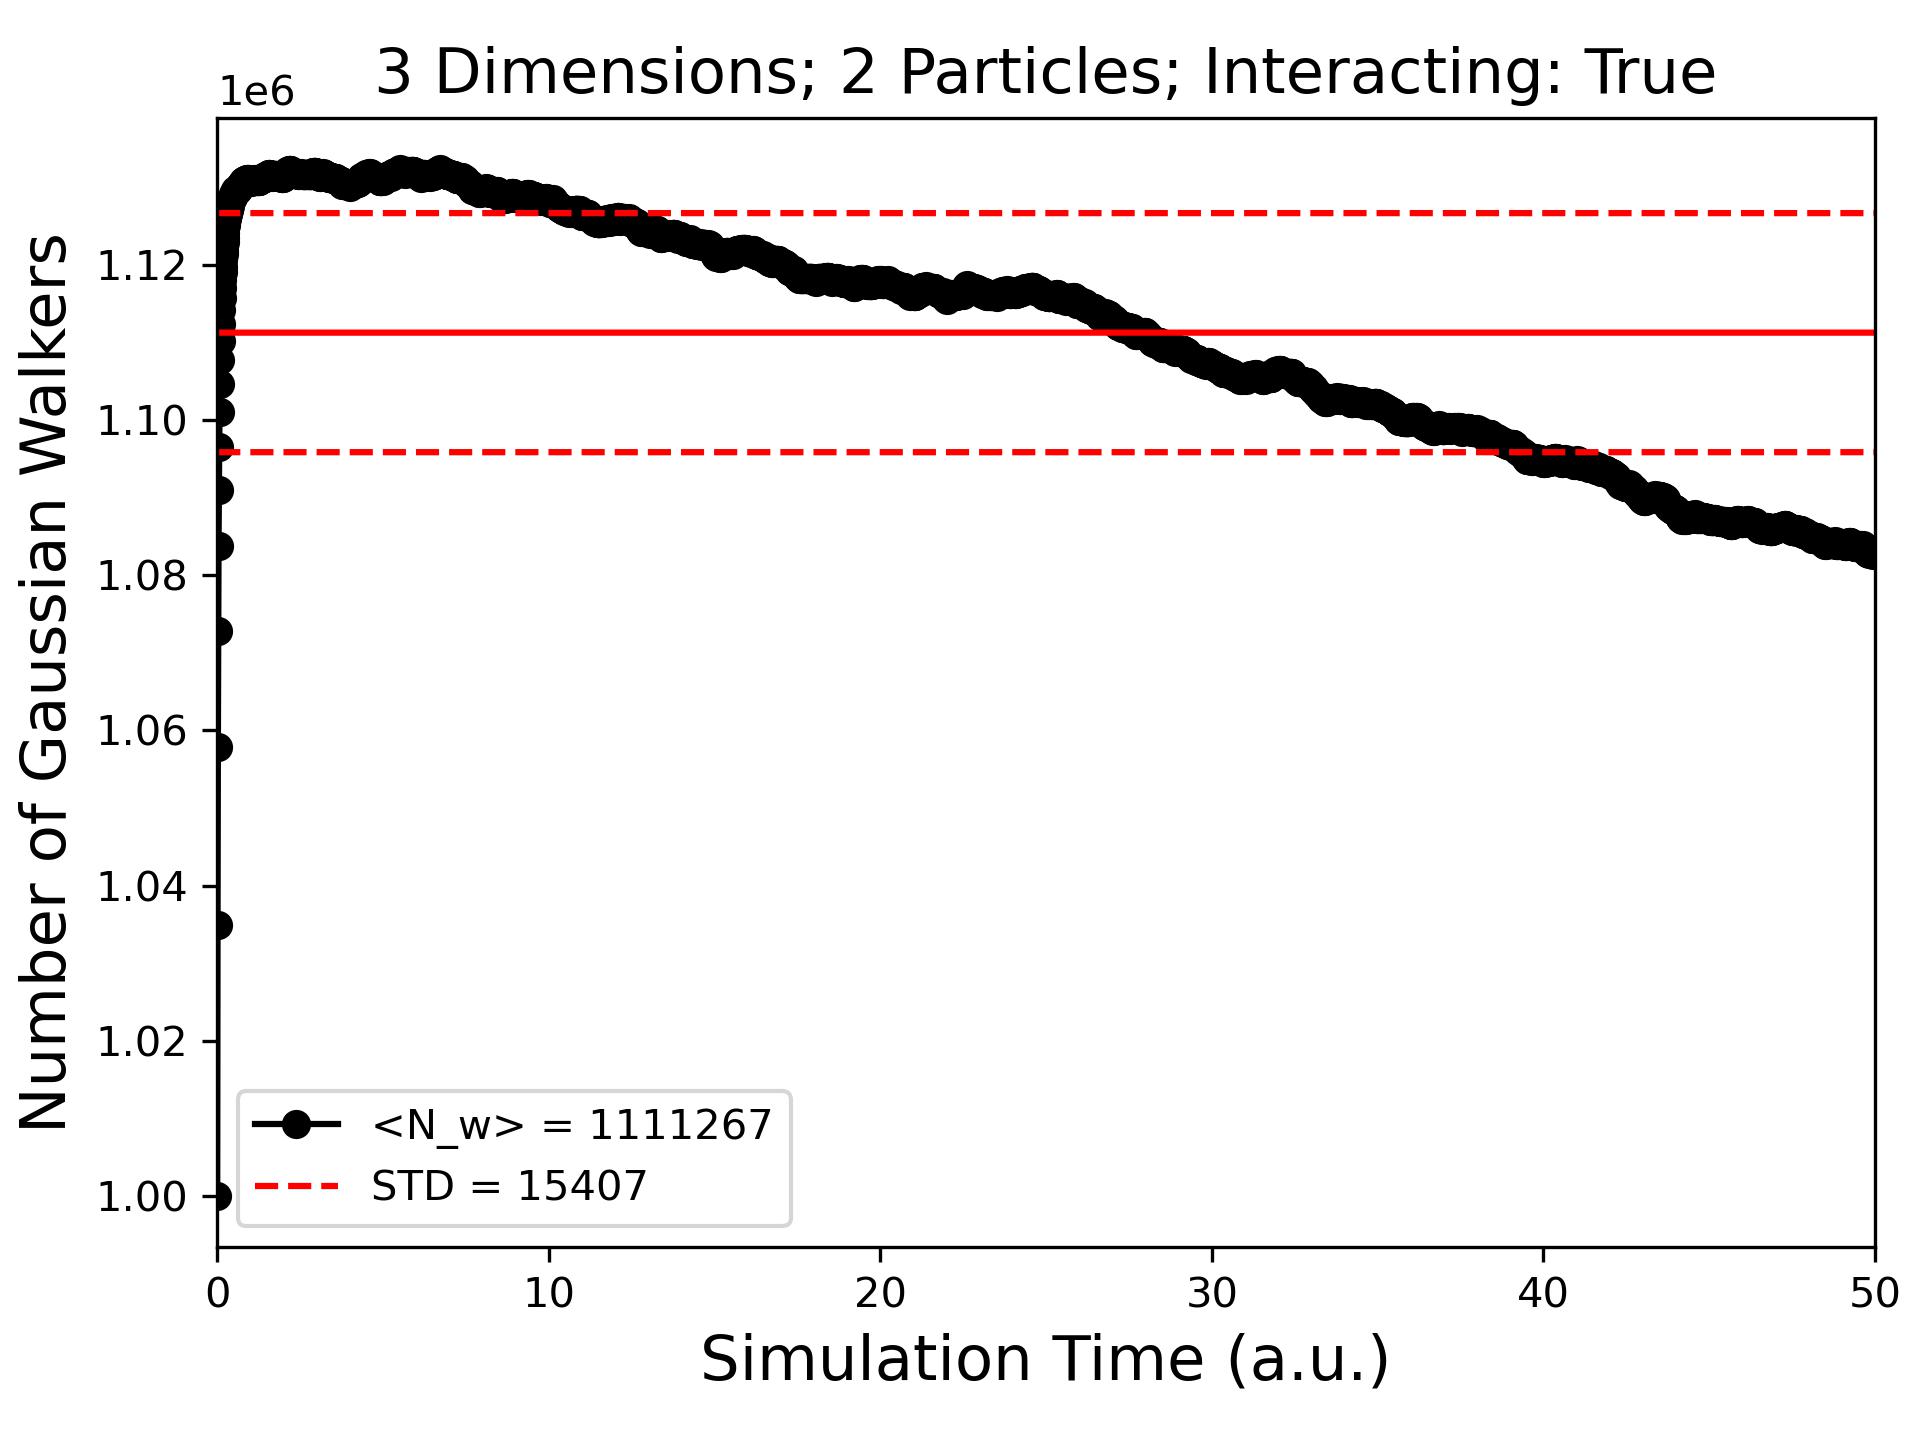 3 Dimensions; 2 Particles; Interacting: True
1e6
Number of Gaussian Walkers
1.12
1.10
1.08
1.06
1.04
1.02
1.00
<N_w> = 1111267
STD = 15407
0 10 20 30 40 50
Simulation Time (a.u.)